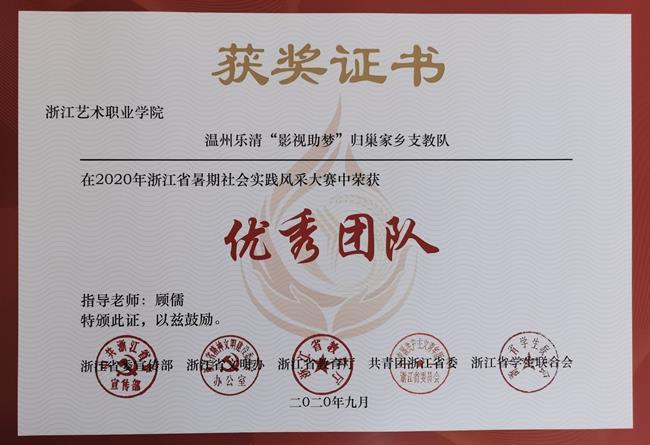 获奖证书
浙江艺术职业学院
温州乐清“影视助梦”归巢家乡支教队
在2020年浙江省暑期社会实践风采大赛中荣获
优秀团队
指导老师：顾儒
特颁此证，以兹鼓励。
浙江省委宣传部 浙江省文明办 浙江省教育厅 共青团浙江省委 浙江省学生联合会
二〇二〇年九月